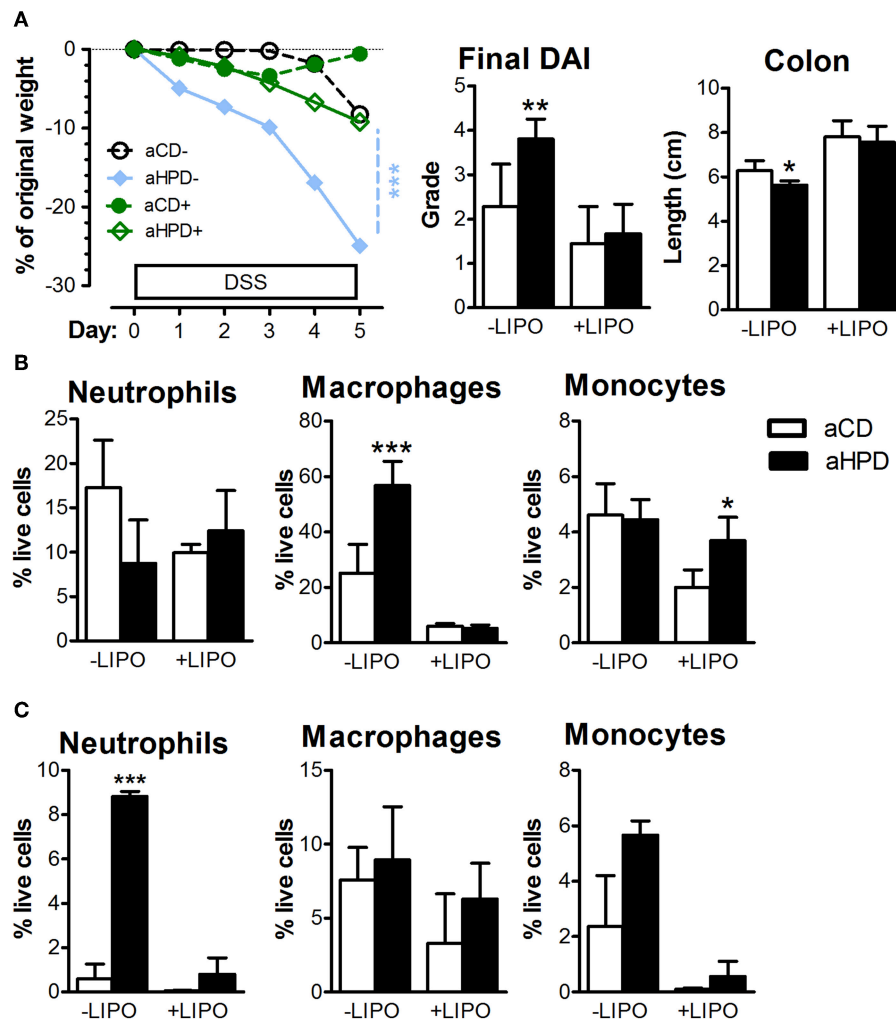 A
% of original weight
0
-10
-20
-30
aCD-
aHPD-
aCD+
aHPD+
***
DSS
Day: 0 1 2 3 4 5
Final DAI
Grade
5
4
3
2
1
0
**
-LIPO +LIPO
Colon
Length (cm)
10
8
6
4
2
0
*
-LIPO +LIPO
B
Neutrophils
% live cells
25
20
15
10
5
0
-LIPO +LIPO
Macrophages
% live cells
80
60
40
20
0
***
-LIPO +LIPO
Monocytes
% live cells
8
6
4
2
0
*
-LIPO +LIPO
aCD
aHPD
C
Neutrophils
% live cells
10
8
6
4
2
0
***
-LIPO +LIPO
Macrophages
% live cells
15
10
5
0
-LIPO +LIPO
Monocytes
% live cells
8
6
4
2
0
-LIPO +LIPO